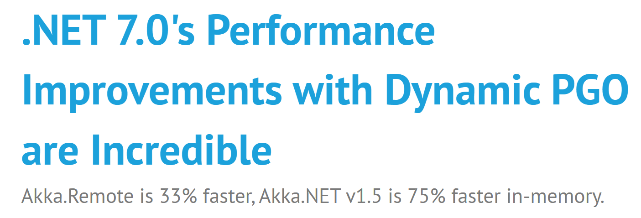 .NET 7.0's Performance
Improvements with Dynamic PGO
are Incredible
Akka.Remote is 33% faster, Akka.NET v1.5 is 75% faster in-memory.